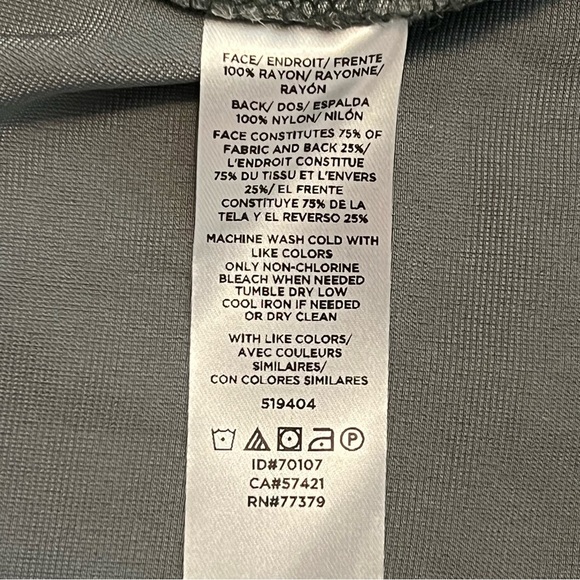 FACE/ ENDROIT/ FRENTE
100% RAYON/ RAYONNE/
RAYÓN
BACK/ DOS/ ESPALDA
100% NYLON/ NILÓN
FACE CONSTITUTES 75% OF
FABRIC AND BACK 25%/
L'ENDROIT CONSTITUE
75% DU TISSU ET L'ENVERS
25%/ EL FRENTE
CONSTITUYE 75% DE LA
TELA Y EL REVERSO 25%
MACHINE WASH COLD WITH
LIKE COLORS
ONLY NON-CHLORINE
BLEACH WHEN NEEDED
TUMBLE DRY LOW
COOL IRON IF NEEDED
OR DRY CLEAN
WITH LIKE COLORS/
AVEC COULEURS
SIMILAIRES/
CON COLORES SIMILARES
519404
P
ID#70107
CA#57421
RN#77379